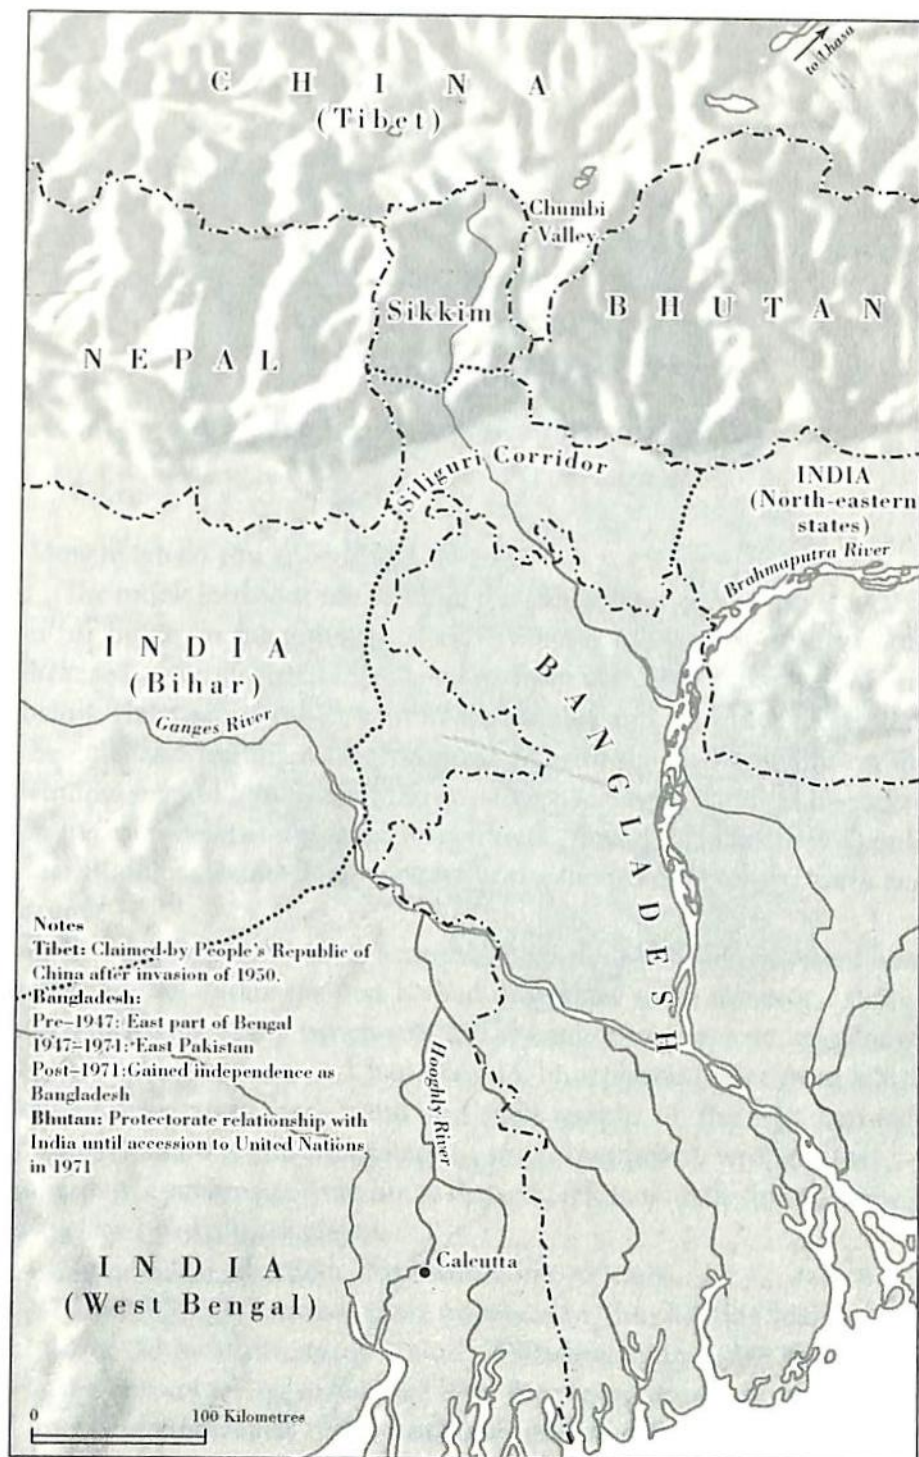 to Lhasa
C H I N A
(Tibet)
Chumbi
Valley
Sikkim
B H U T A N
N E P A L
Siliguri Corridor
INDIA
(North-eastern
states)
Brahmaputra River
I N D I A
(Bihar)
Ganges River
B A N G L A D E S H
Notes
Tibet: Claimed by People's Republic of
China after invasion of 1950.
Bangladesh:
Pre–1947: East part of Bengal
1947–1971: East Pakistan
Post–1971: Gained independence as
Bangladesh
Bhutan: Protectorate relationship with
India until accession to United Nations
in 1971
Hooghly River
Calcutta
I N D I A
(West Bengal)
0 100 Kilometres